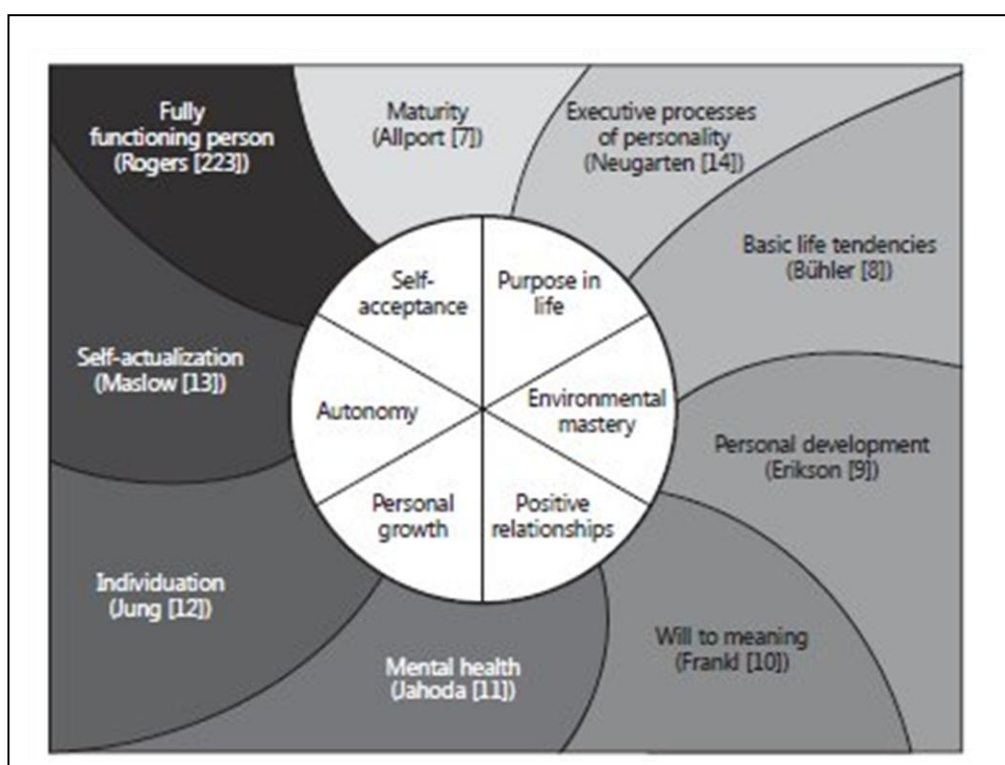 Fully
functioning person
(Rogers [223])
Maturity
(Allport [7])
Executive processes
of personality
(Neugarten [14])
Basic life tendencies
(Bühler [8])
Self-
acceptance
Purpose in
life
Self-actualization
(Maslow [13])
Autonomy
Environmental
mastery
Personal development
(Erikson [9])
Personal
growth
Positive
relationships
Individuation
(Jung [12])
Mental health
(Jahoda [11])
Will to meaning
(Frankl [10])